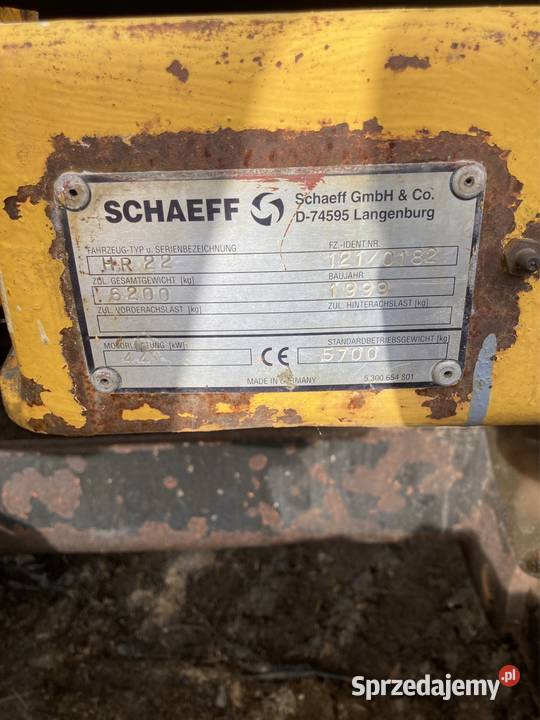 SCHAEFF
Schaeff GmbH & Co.
D-74595 Langenburg
FAHRZEUG-TYP u. SERIENBEZEICHNUNG
FZ.-IDENT.NR.
HR 22
121/0182
ZUL. GESAMTGEWICHT [kg]
BAUJAHR
6200
1999
ZUL. VORDERACHSLAST [kg]
ZUL. HINTERACHSLAST [kg]
MOTORLEISTUNG [kW]
STANDARDBETRIEBSGEWICHT [kg]
CE
5700
MADE IN GERMANY
5 300 654 801
Sprzedajemy.pl